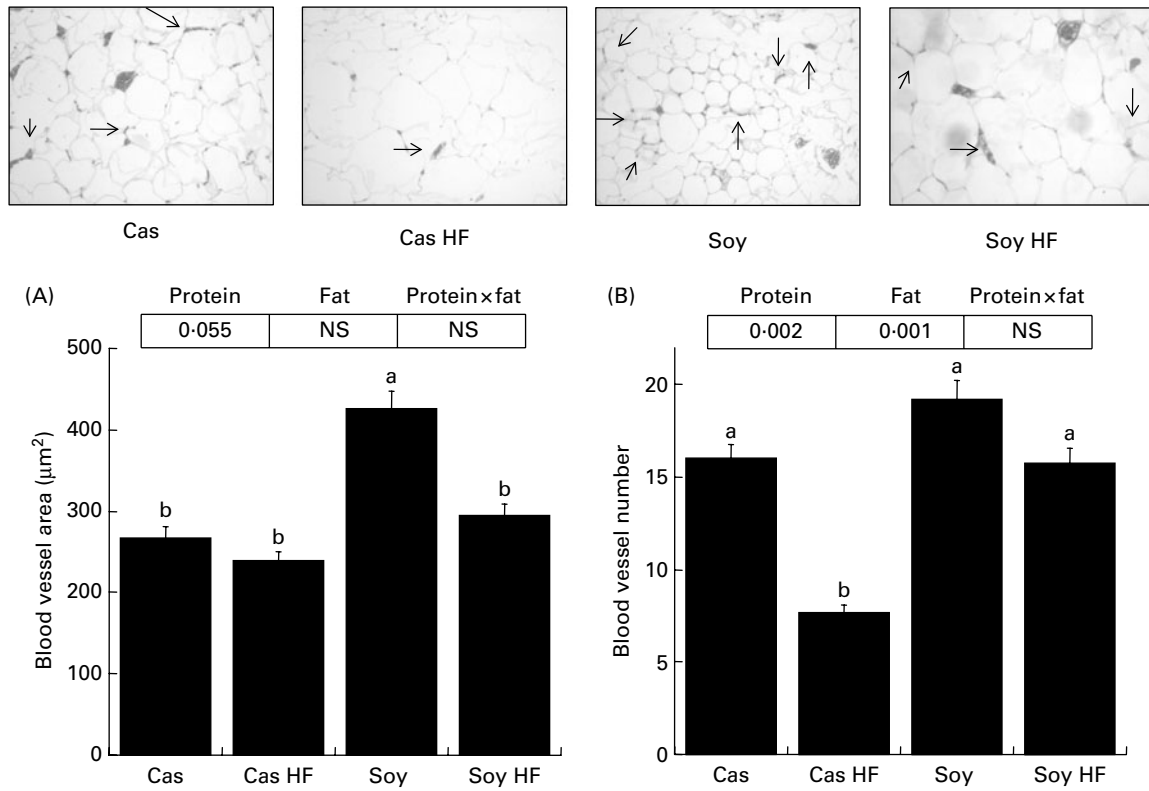 Cas
Cas HF
Soy
Soy HF
(A)
Protein Fat Protein×fat
0·055 NS NS
500
400
300
200
100
0
Blood vessel area (μm²)
b
b
a
b
Cas Cas HF Soy Soy HF
(B)
Protein Fat Protein×fat
0·002 0·001 NS
20
15
10
5
0
Blood vessel number
a
b
a
a
Cas Cas HF Soy Soy HF